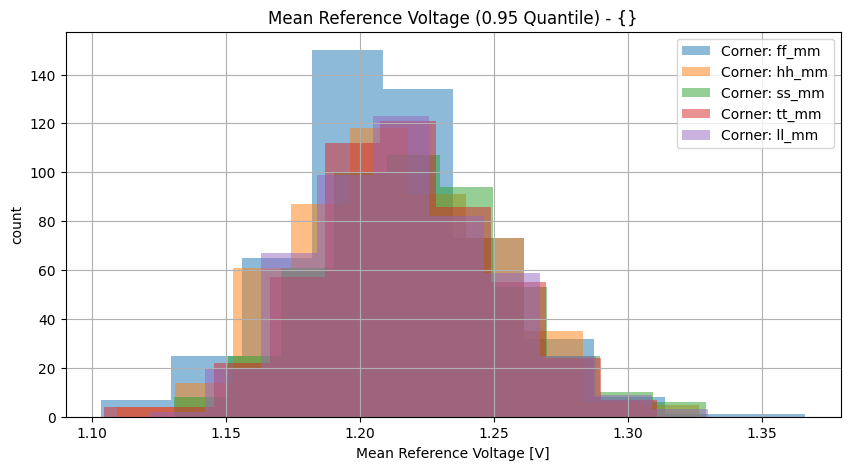 Mean Reference Voltage (0.95 Quantile) - {}
Corner: ff_mm
Corner: hh_mm
Corner: ss_mm
Corner: tt_mm
Corner: ll_mm
count
140
120
100
80
60
40
20
0
1.10 1.15 1.20 1.25 1.30 1.35
Mean Reference Voltage [V]